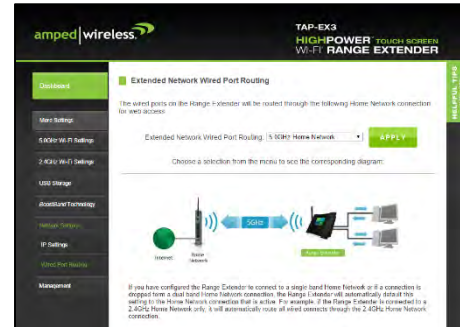 amped wireless
TAP-EX3
HIGHPOWER TOUCH SCREEN
WI-FI RANGE EXTENDER
HELPFUL TIPS
Dashboard
More Settings
5.0GHz Wi-Fi Settings
2.4GHz Wi-Fi Settings
USB Storage
BoostBand Technology
Network Settings
IP Settings
Wired Port Routing
Management
Extended Network Wired Port Routing
The wired ports on the Range Extender will be routed through the following Home Network connection
for web access
Extended Network Wired Port Routing: 5.0GHz Home Network
APPLY
Choose a selection from the menu to see the corresponding diagram:
5GHz
Internet
Home
Network
Range Extender
If you have configured the Range Extender to connect to a single band Home Network or if a connection is
dropped form a dual band Home Network connection, the Range Extender will automatically default this
setting to the Home Network connection that is active. For example, if the Range Extender is connected to a
2.4GHz Home Network only, it will automatically route all wired connects through the 2.4GHz Home Network
connection.